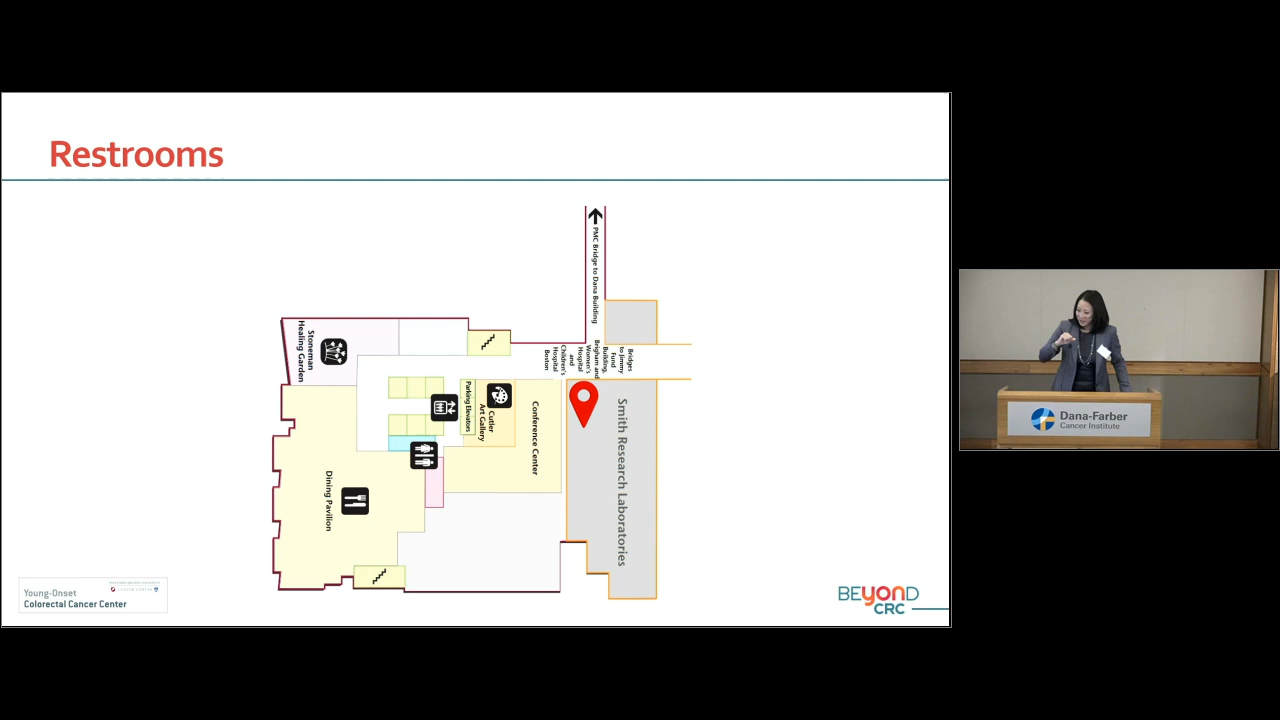 Restrooms
PMC Bridge to Dana Building
Stoneman
Healing Garden
Bridges
to Jimmy
Fund
Building,
Brigham and
Women's
Hospital
and
Children's
Hospital
Boston
Parking Elevators
Cutler
Art Gallery
Conference Center
Smith Research Laboratories
Dining Pavilion
Dana-Farber
Cancer Institute
Young-Onset
Colorectal Cancer Center
BEYOND
CRC